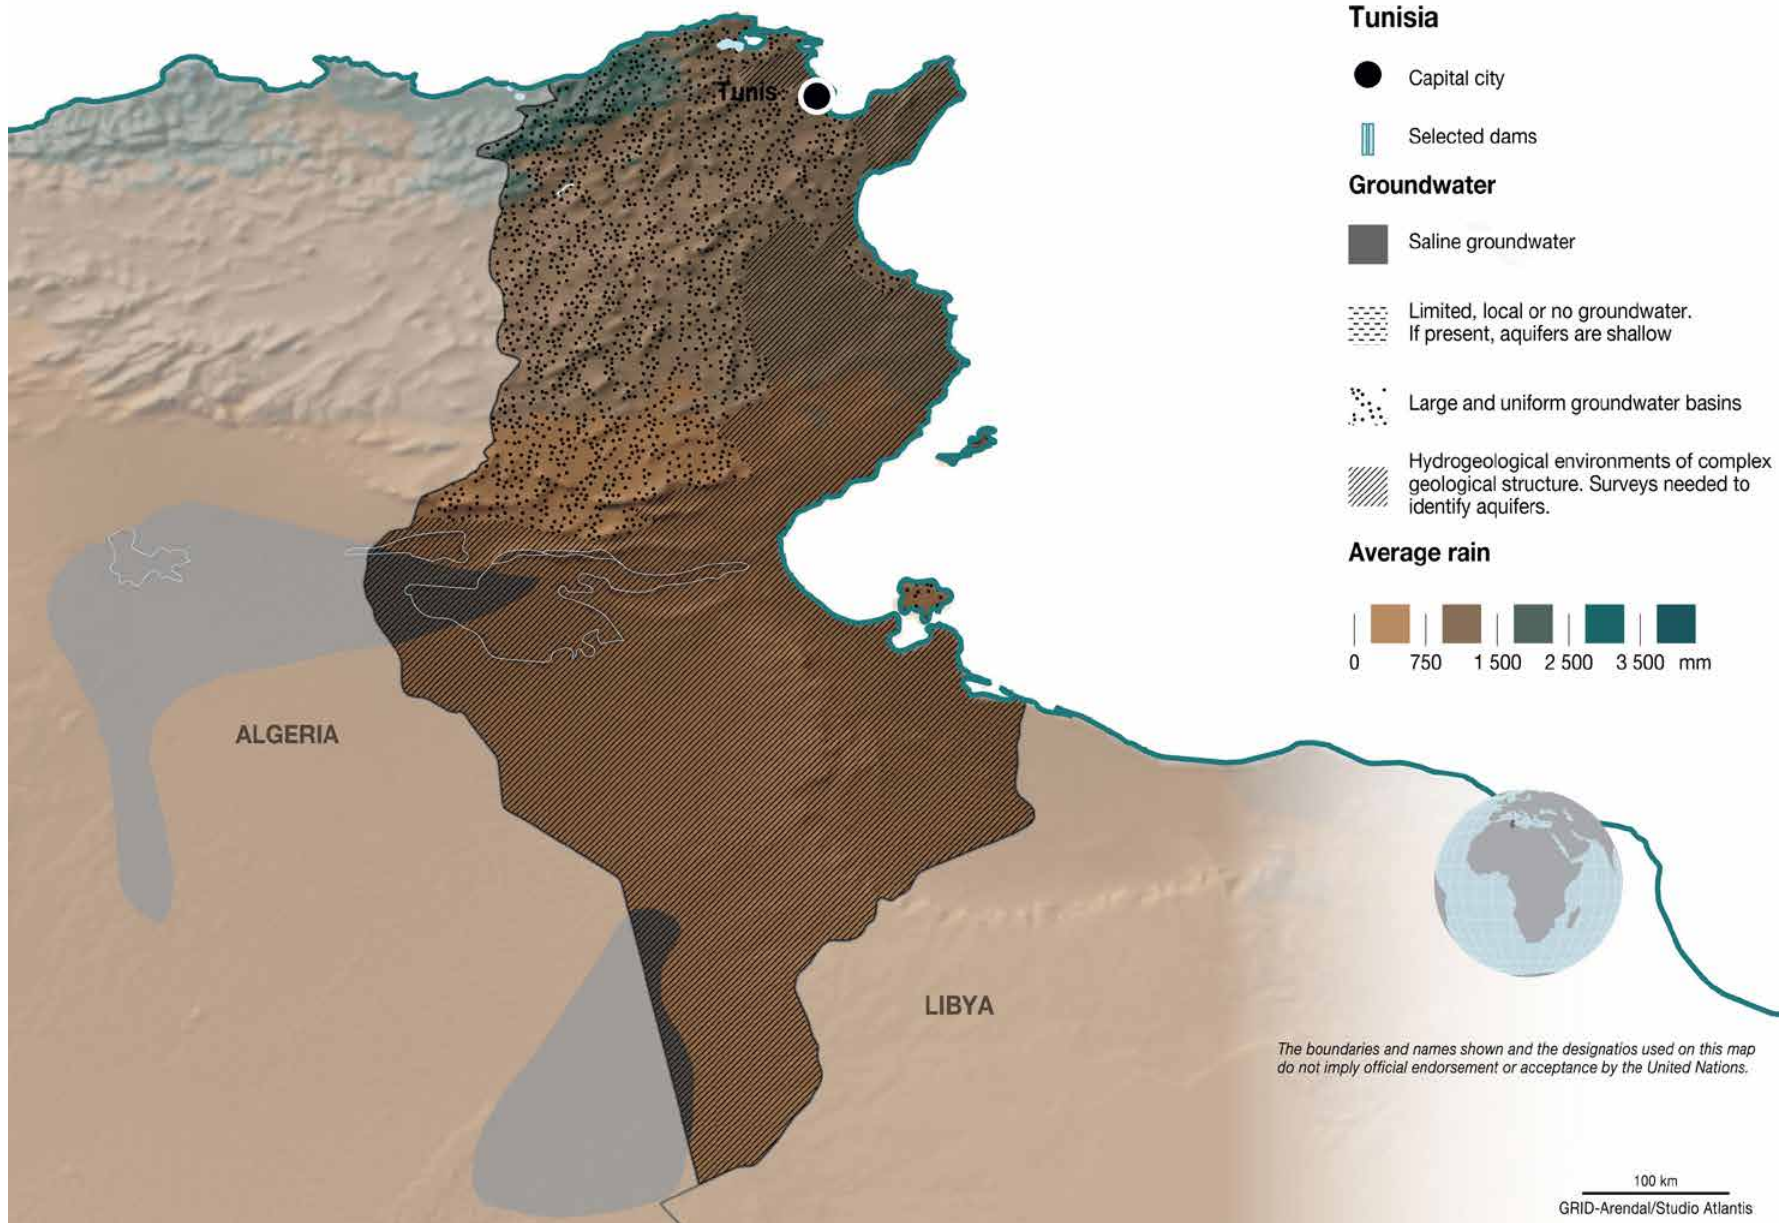 Tunisia
Capital city
Selected dams
Groundwater
Saline groundwater
Limited, local or no groundwater.
If present, aquifers are shallow
Large and uniform groundwater basins
Hydrogeological environments of complex
geological structure. Surveys needed to
identify aquifers.
Average rain
0 750 1 500 2 500 3 500 mm
Tunis
ALGERIA
LIBYA
The boundaries and names shown and the designatios used on this map
do not imply official endorsement or acceptance by the United Nations.
100 km
GRID-Arendal/Studio Atlantis